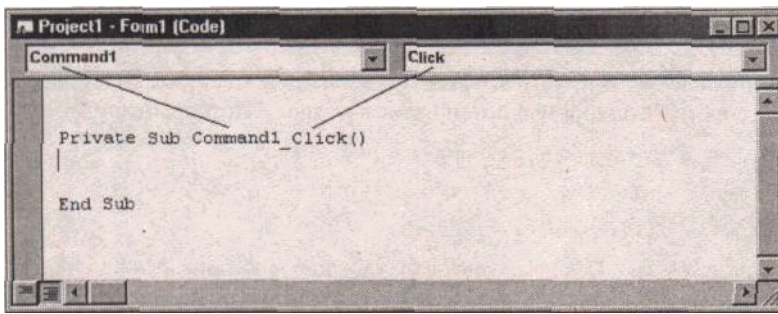 Project1 - Form1 (Code)
Command1
Click
Private Sub Command1_Click()
End Sub